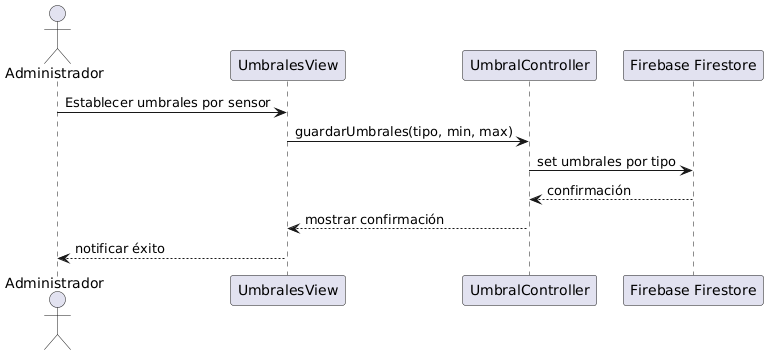 Administrador
UmbralesView
UmbralController
Firebase Firestore
Establecer umbrales por sensor
guardarUmbrales(tipo, min, max)
set umbrales por tipo
confirmación
mostrar confirmación
notificar éxito
Administrador
UmbralesView
UmbralController
Firebase Firestore